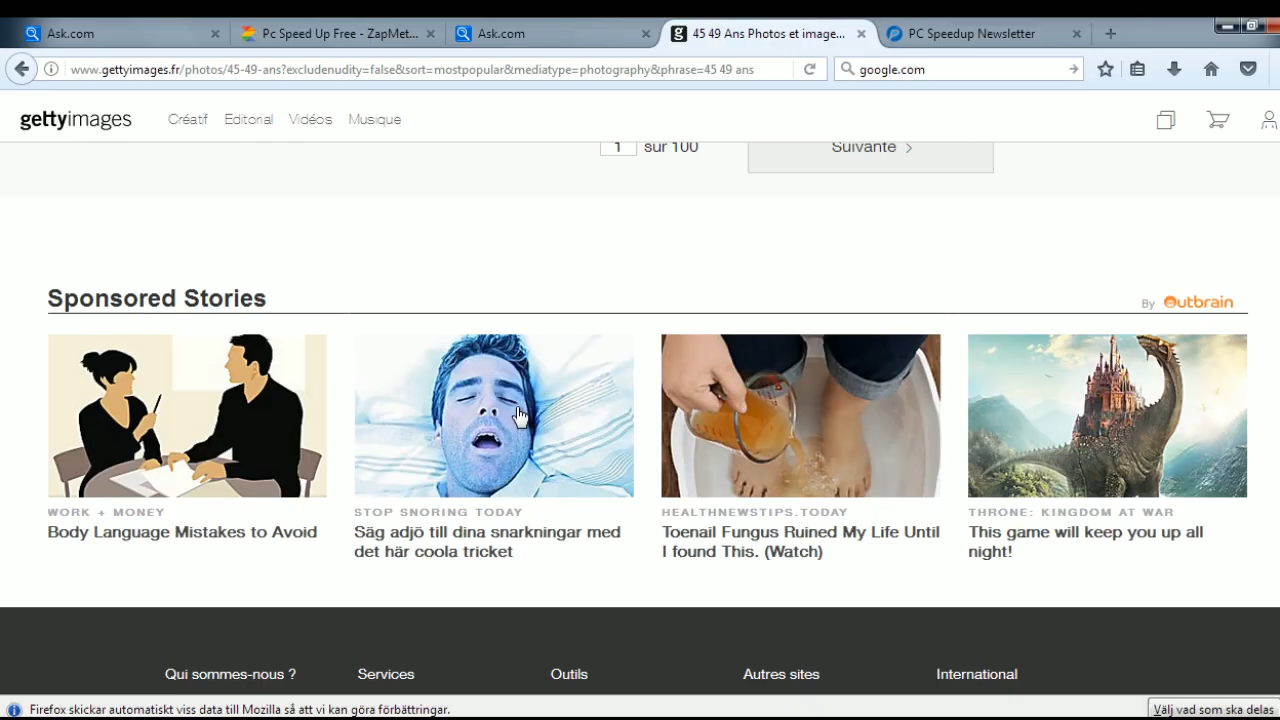 Ask.com
Pc Speed Up Free - ZapMet...
Ask.com
45 49 Ans Photos et image...
PC Speedup Newsletter
www.gettyimages.fr/photos/45-49-ans?excludenudity=false&sort=mostpopular&mediatype=photography&phrase=45 49 ans
google.com
gettyimages
Créatif
Editorial
Vidéos
Musique
1 sur 100
Suivante
Sponsored Stories
By Outbrain
WORK + MONEY
Body Language Mistakes to Avoid
STOP SNORING TODAY
Säg adjö till dina snarkningar med
det här coola tricket
HEALTHNEWSTIPS.TODAY
Toenail Fungus Ruined My Life Until
I found This. (Watch)
THRONE: KINGDOM AT WAR
This game will keep you up all
night!
Qui sommes-nous ?
Services
Outils
Autres sites
International
Firefox skickar automatiskt viss data till Mozilla så att vi kan göra förbättringar.
Välj vad som ska delas